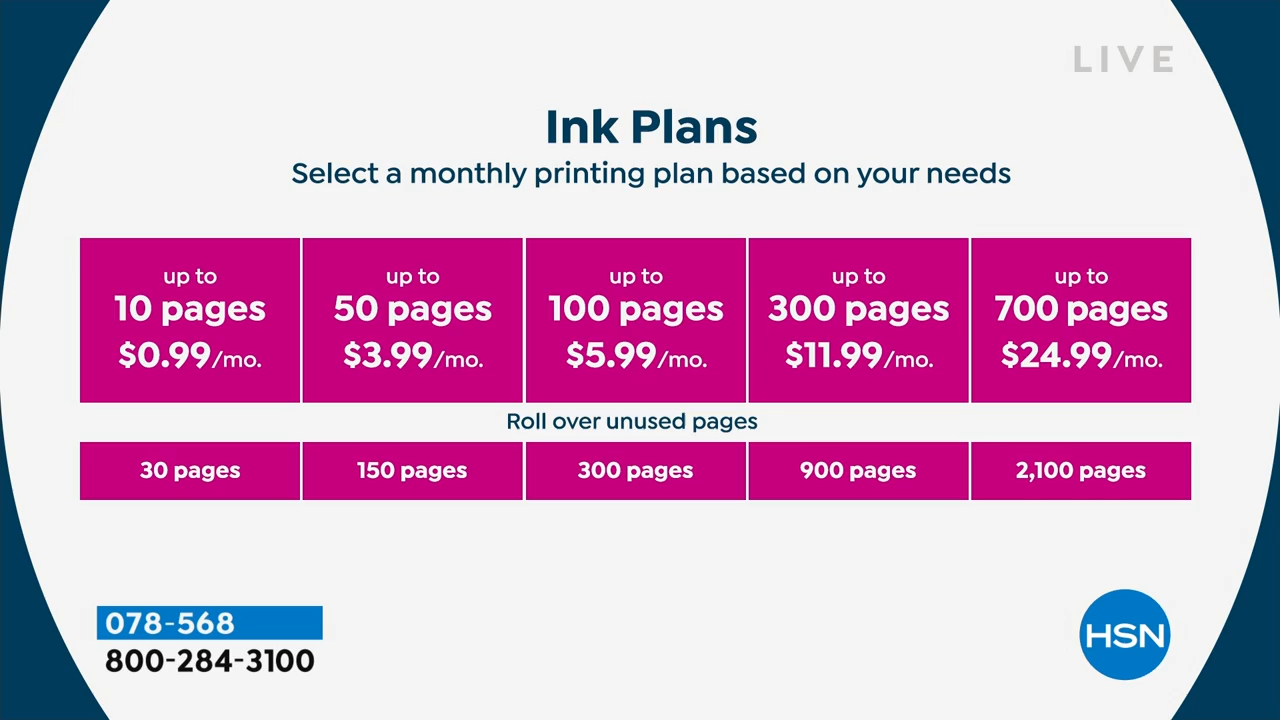 LIVE
Ink Plans
Select a monthly printing plan based on your needs
up to
10 pages
$0.99/mo.
up to
50 pages
$3.99/mo.
up to
100 pages
$5.99/mo.
up to
300 pages
$11.99/mo.
up to
700 pages
$24.99/mo.
Roll over unused pages
30 pages
150 pages
300 pages
900 pages
2,100 pages
078-568
800-284-3100
HSN